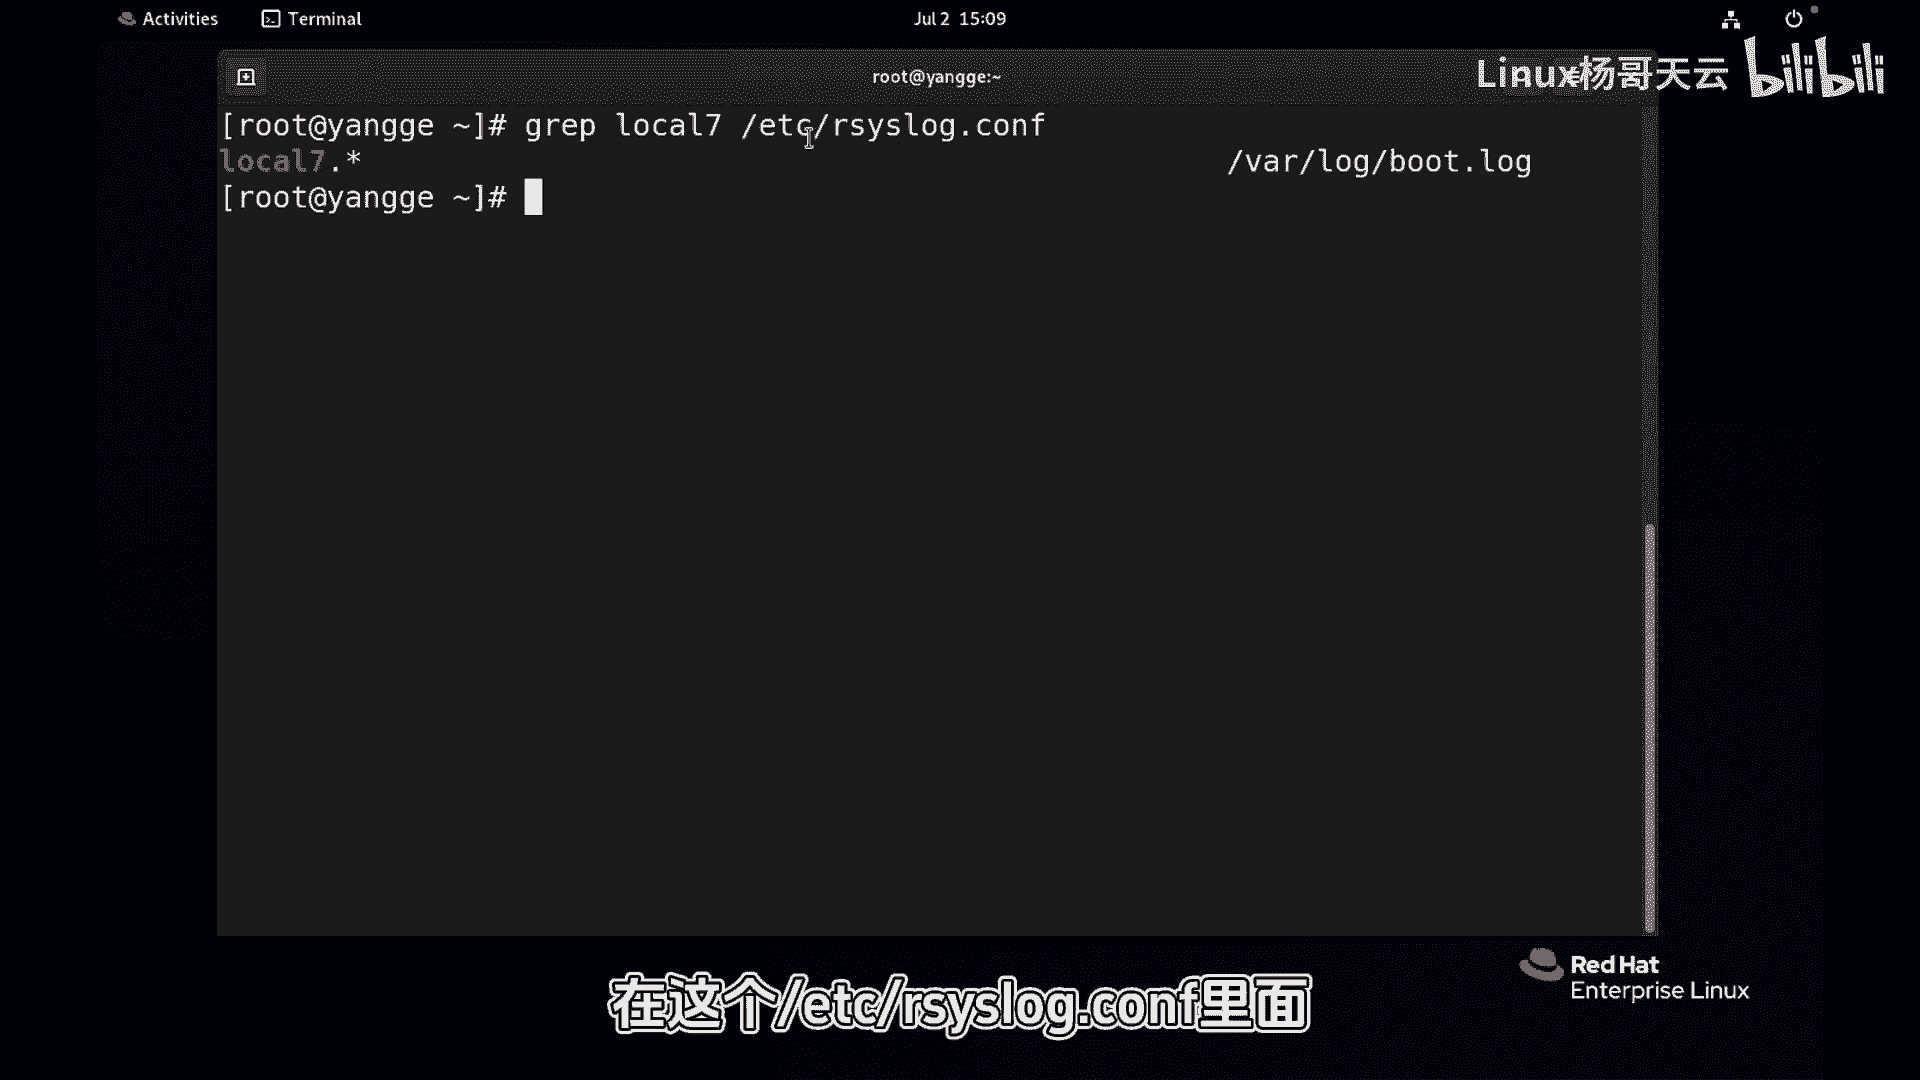 Activities
Terminal
Jul 2 15:09
root@yangge:~
Linux杨哥天云 bilibili
[root@yangge ~]# grep local7 /etc/rsyslog.conf
local7.* /var/log/boot.log
[root@yangge ~]#
Red Hat
Enterprise Linux
在这个/etc/rsyslog.conf里面